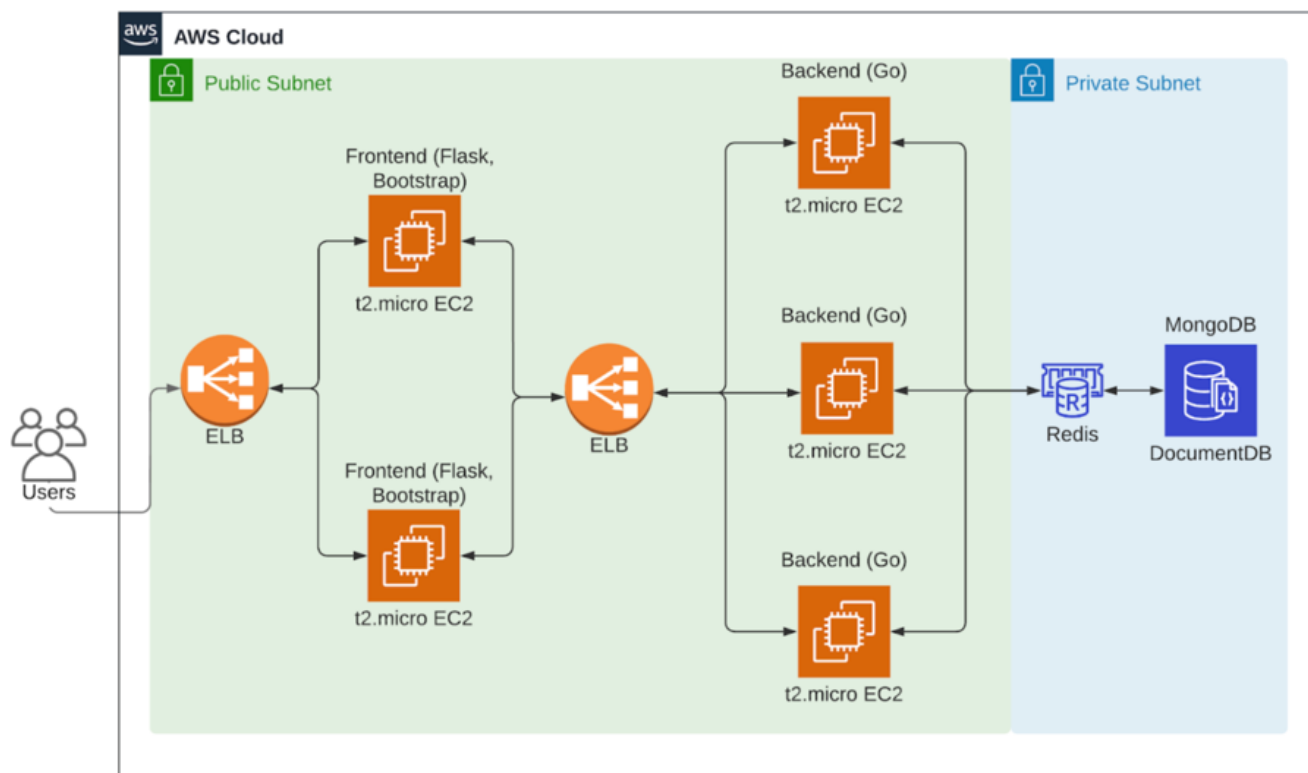 aws
AWS Cloud
Public Subnet
Private Subnet
Backend (Go)
t2.micro EC2
Frontend (Flask,
Bootstrap)
t2.micro EC2
Backend (Go)
t2.micro EC2
MongoDB
R
DocumentDB
Redis
ELB
ELB
Users
Frontend (Flask,
Bootstrap)
t2.micro EC2
Backend (Go)
t2.micro EC2